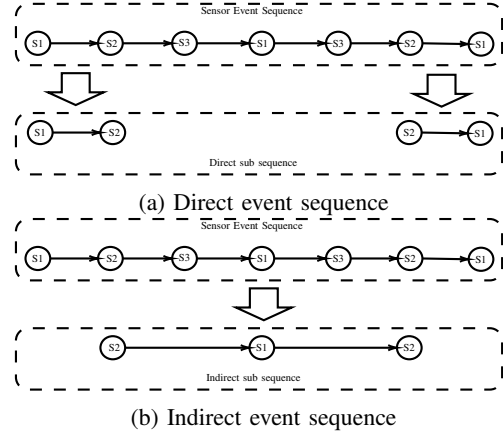 Sensor Event Sequence
S1 S2 S3 S1 S3 S2 S1
S1 S2 S2 S1
Direct sub sequence
(a) Direct event sequence
Sensor Event Sequence
S1 S2 S3 S1 S3 S2 S1
S2 S1 S2
Indirect sub sequence
(b) Indirect event sequence